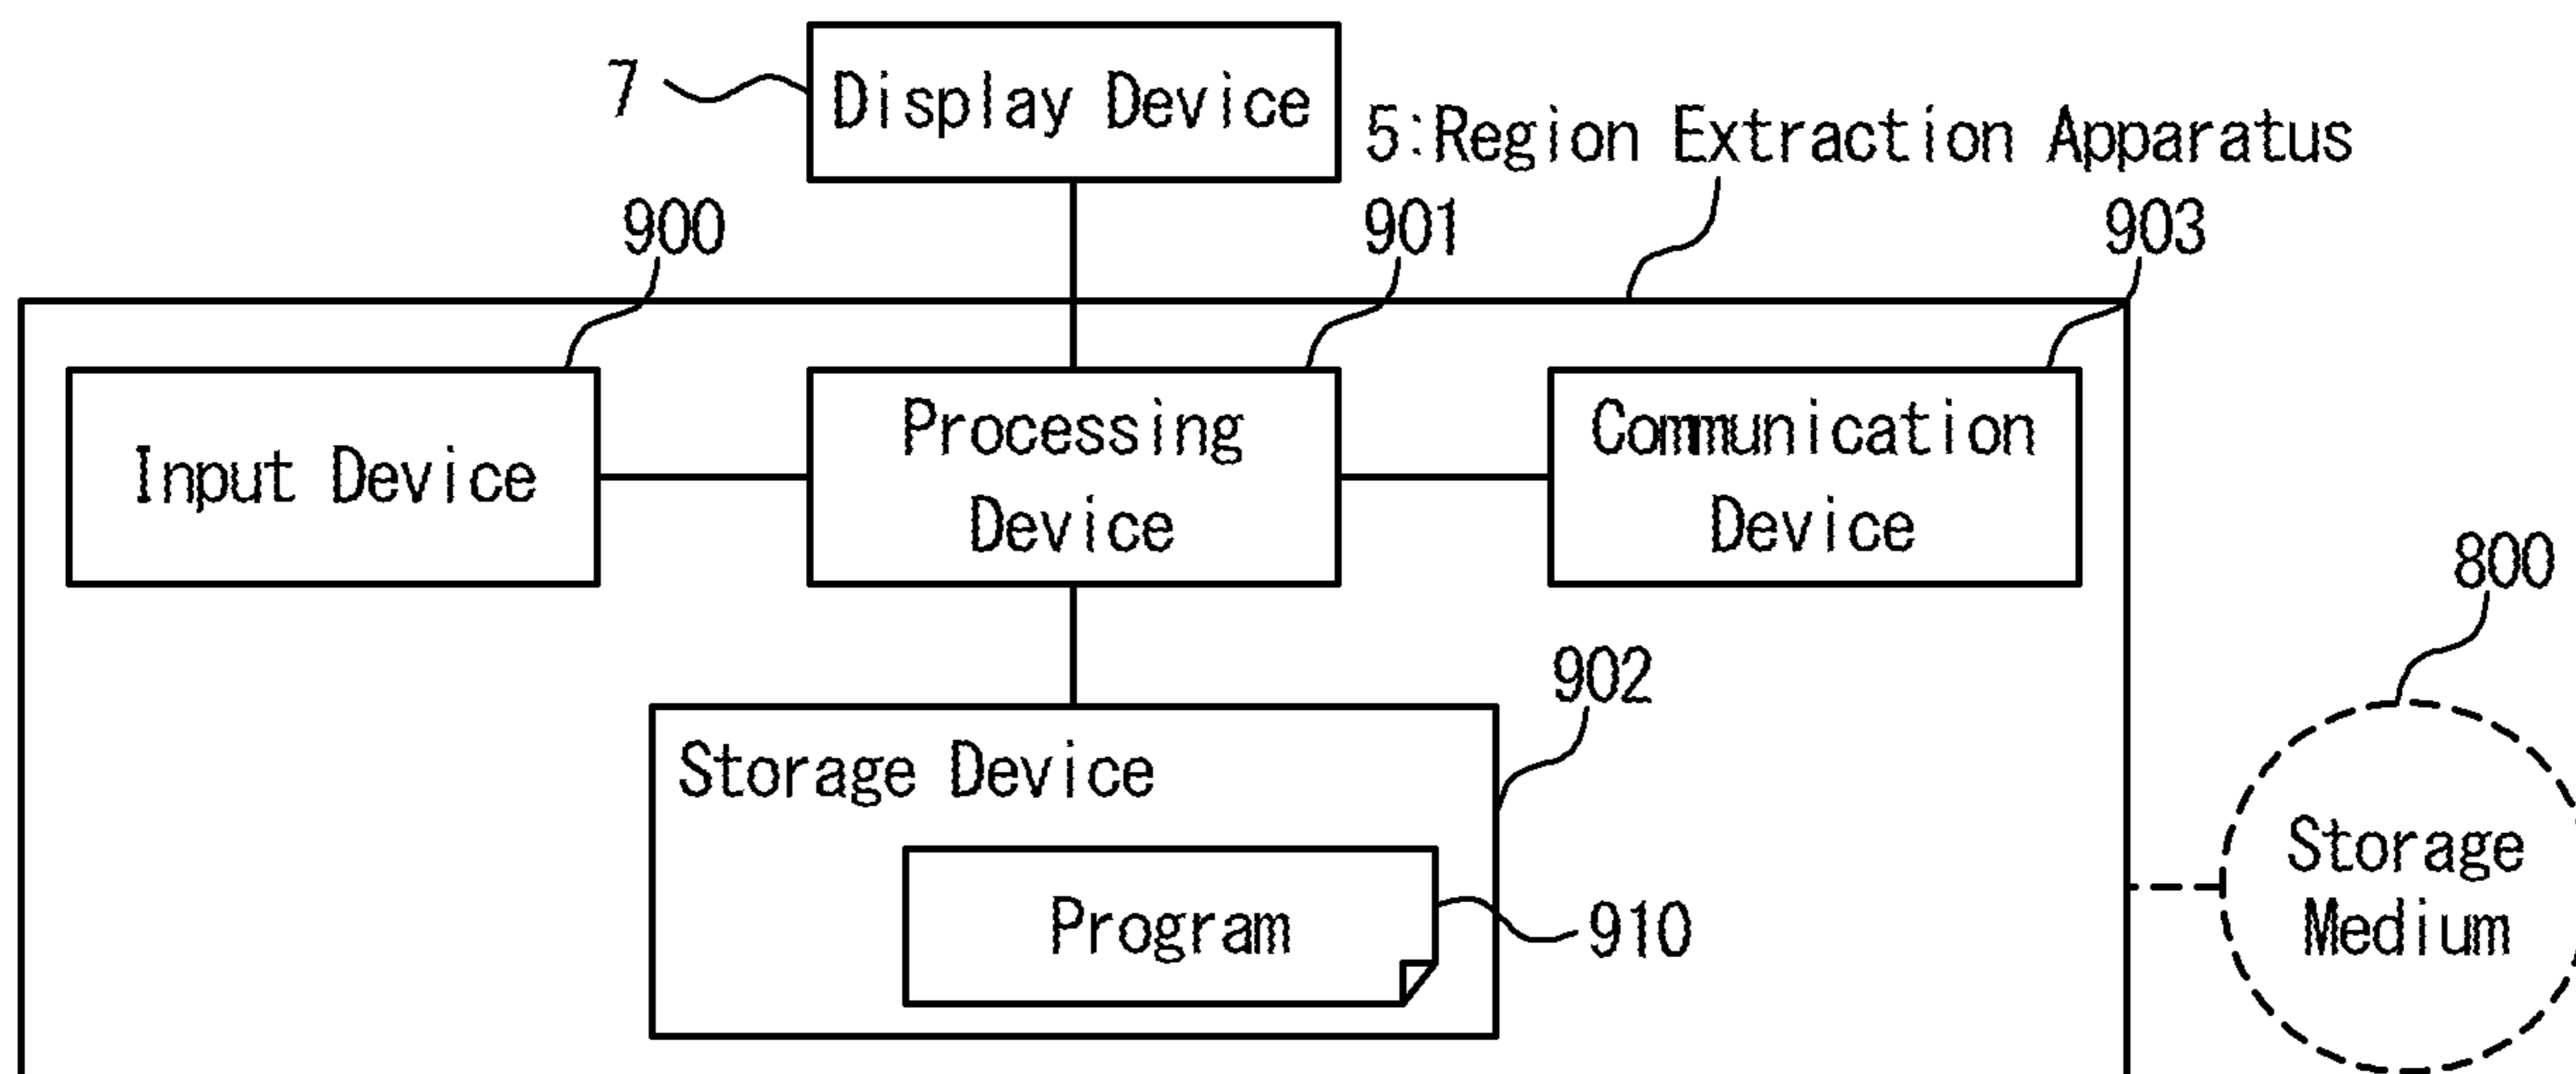 7
Display Device
5:Region Extraction Apparatus
900
901
903
Input Device
Processing
Device
Communication
Device
800
902
Storage Device
Storage
Medium
Program
910